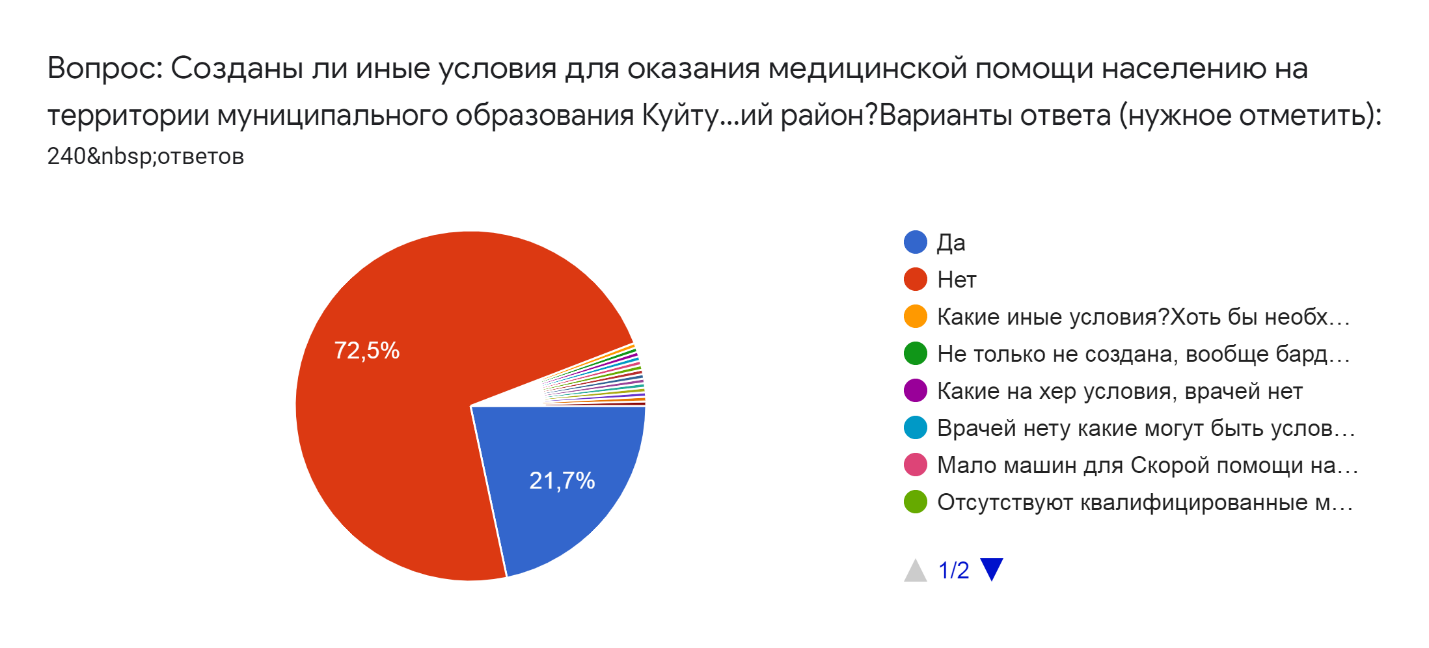 Вопрос: Созданы ли иные условия для оказания медицинской помощи населению на
территории муниципального образования Куйту...ий район?Варианты ответа (нужное отметить):
240&nbsp;ответов
72,5%
21,7%
Да
Нет
Какие иные условия?Хоть бы необх…
Не только не создана, вообще бард…
Какие на хер условия, врачей нет
Врачей нету какие могут быть услов…
Мало машин для Скорой помощи на…
Отсутствуют квалифицированные м…
1/2